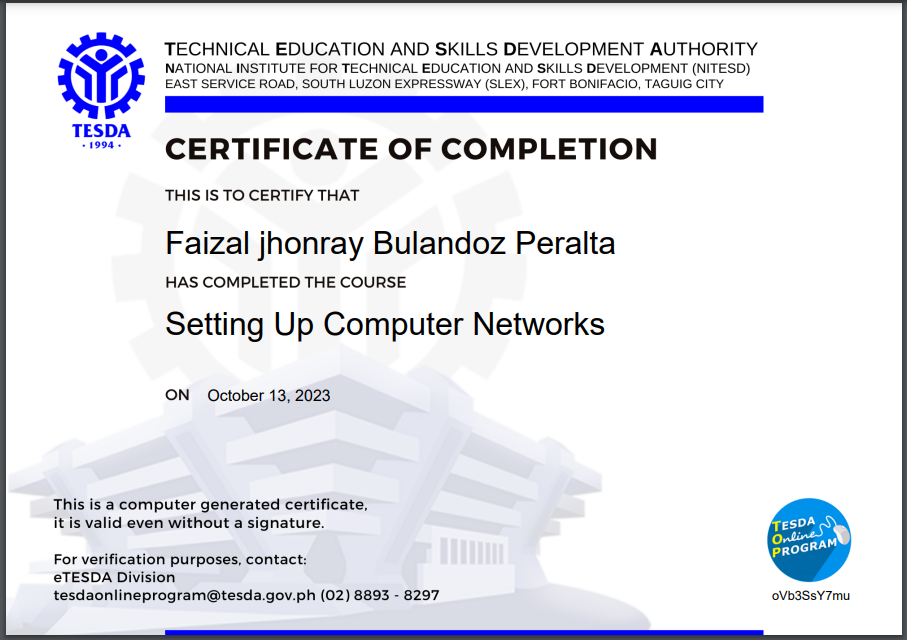 TECHNICAL EDUCATION AND SKILLS DEVELOPMENT AUTHORITY
NATIONAL INSTITUTE FOR TECHNICAL EDUCATION AND SKILLS DEVELOPMENT (NITESD)
EAST SERVICE ROAD, SOUTH LUZON EXPRESSWAY (SLEX), FORT BONIFACIO, TAGUIG CITY
TESDA
· 1994 ·
CERTIFICATE OF COMPLETION
THIS IS TO CERTIFY THAT
Faizal jhonray Bulandoz Peralta
HAS COMPLETED THE COURSE
Setting Up Computer Networks
ON October 13, 2023
This is a computer generated certificate,
it is valid even without a signature.
For verification purposes, contact:
eTESDA Division
tesdaonlineprogram@tesda.gov.ph (02) 8893 - 8297
TESDA
Online
PROGRAM
oVb3SsY7mu